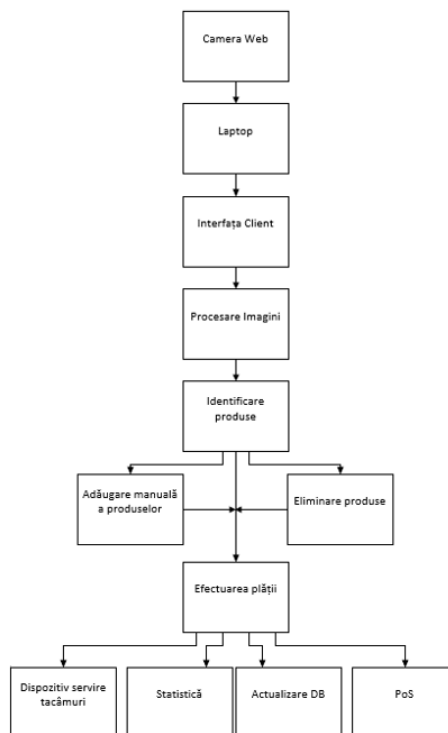 Camera Web
Laptop
Interfața Client
Procesare Imagini
Identificare
produse
Adăugare manuală
a produselor
Eliminare produse
Efectuarea plății
Dispozitiv servire
tacâmuri
Statistică
Actualizare DB
PoS